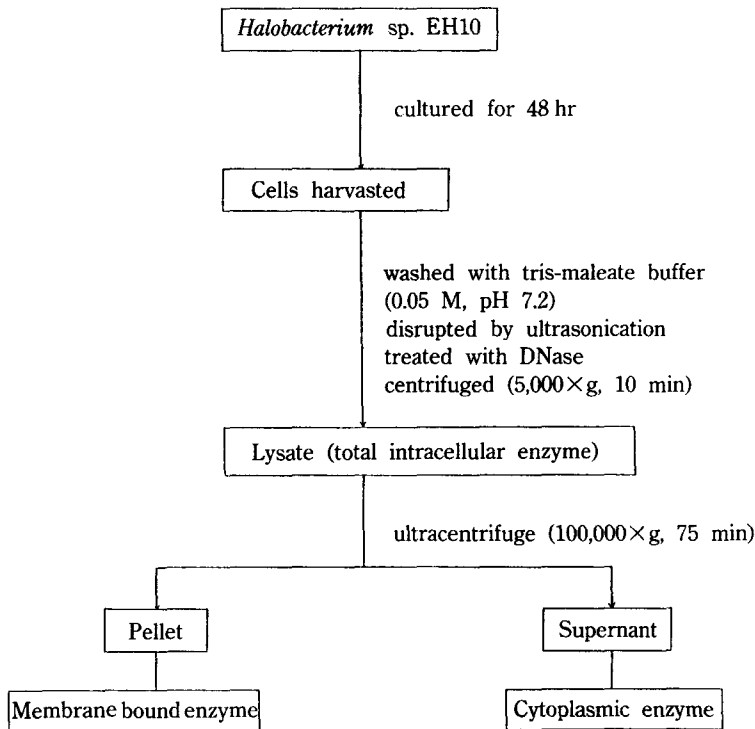 Halobacterium sp. EH10
cultured for 48 hr
Cells harvasted
washed with tris-maleate buffer
(0.05 M, pH 7.2)
disrupted by ultrasonication
treated with DNase
centrifuged (5,000×g, 10 min)
Lysate (total intracellular enzyme)
ultracentrifuge (100,000×g, 75 min)
Pellet
Supernant
Membrane bound enzyme
Cytoplasmic enzyme